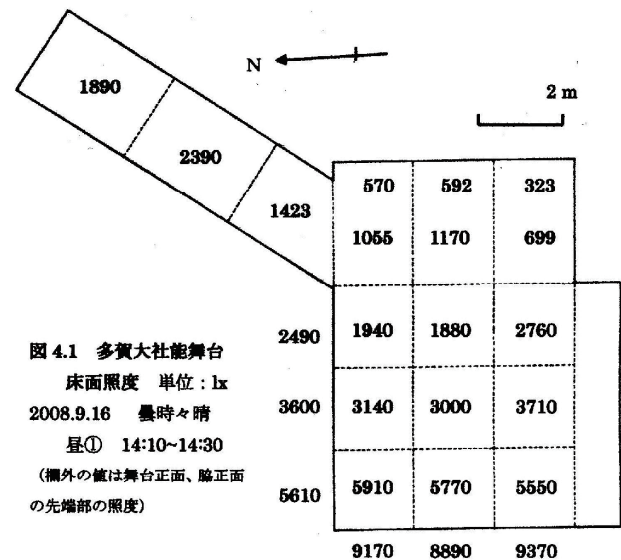 N
2 m
1890
2390
1423
570 592 323
1055 1170 699
2490 1940 1880 2760
3600 3140 3000 3710
5610 5910 5770 5550
9170 8890 9370
図 4.1 多賀大社能舞台
床面照度 単位:lx
2008.9.16 曇時々晴
昼① 14:10~14:30
(欄外の値は舞台正面、脇正面
の先端部の照度)